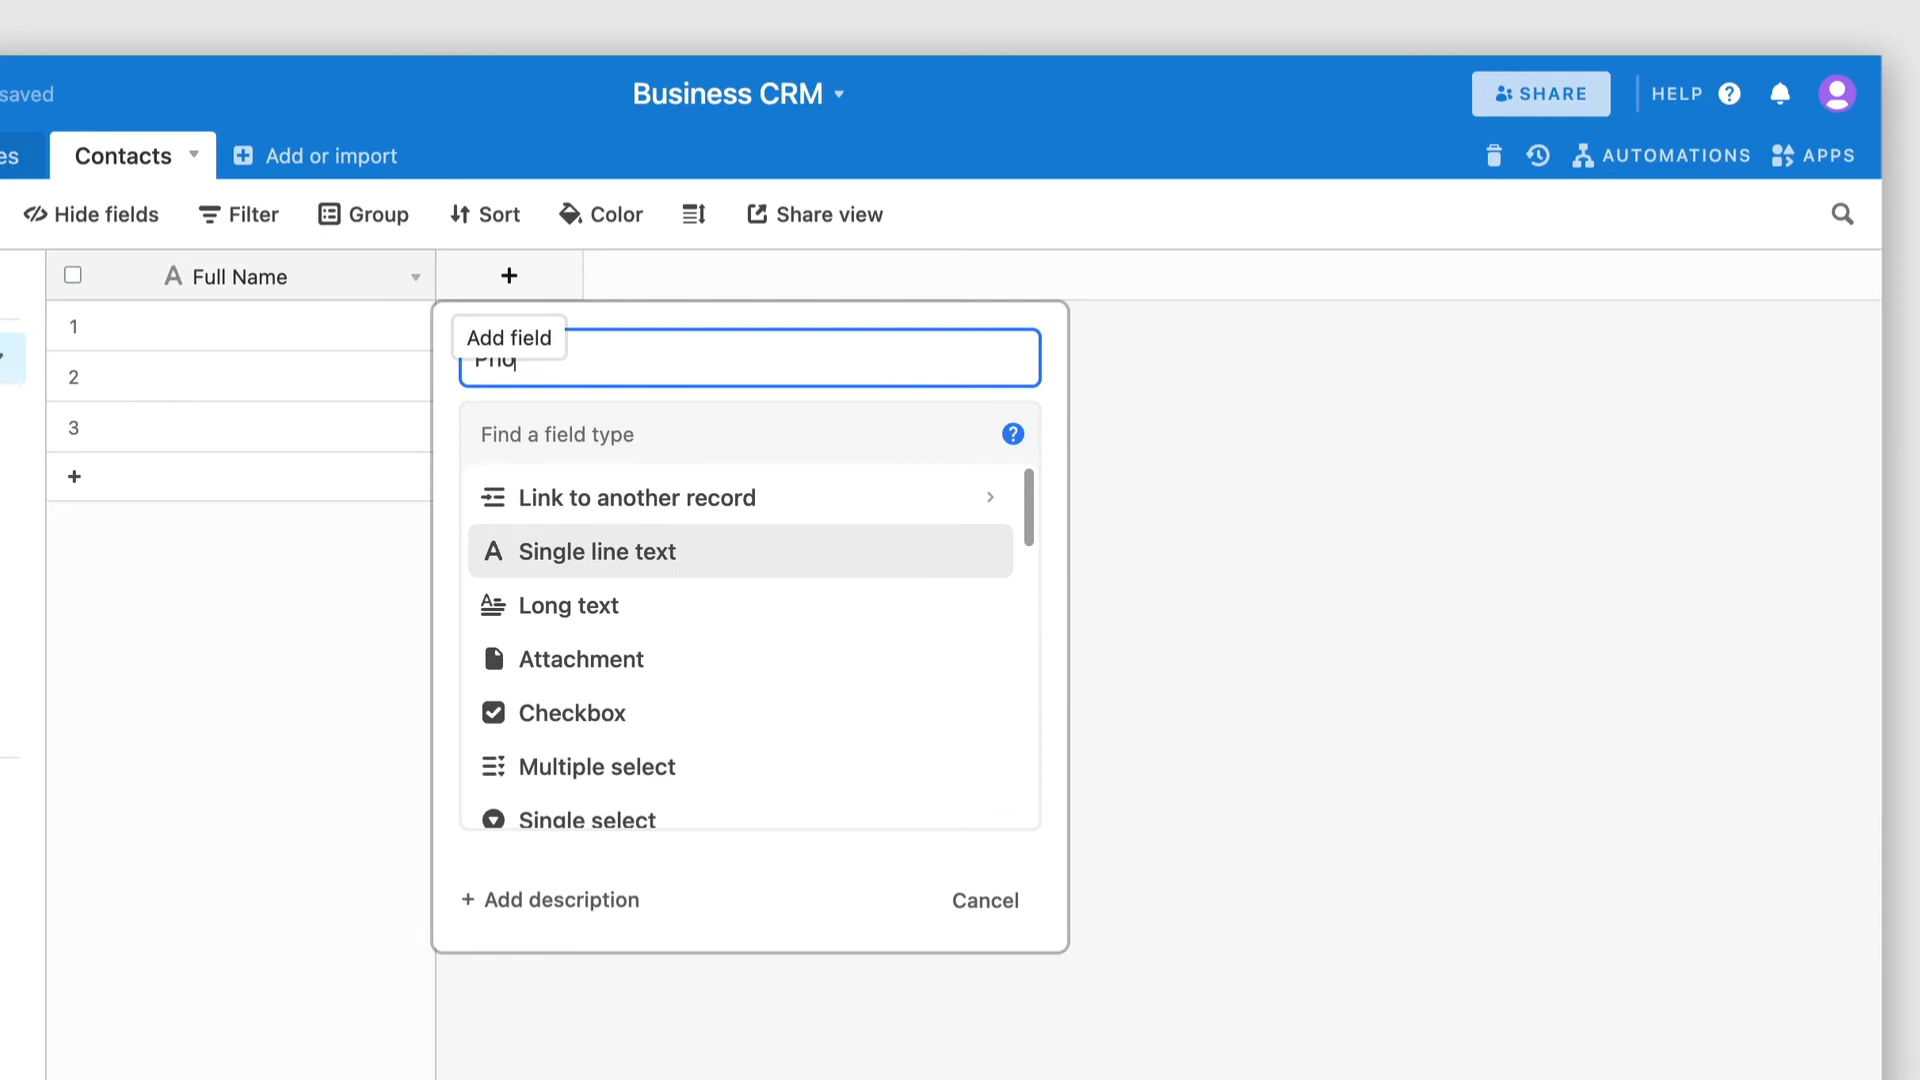 saved
Business CRM
SHARE
HELP
?
es
Contacts
Add or import
AUTOMATIONS
APPS
Hide fields
Filter
Group
Sort
Color
Share view
A Full Name
+
1
2
3
+
Add field
Pho
Find a field type
?
Link to another record
A Single line text
Long text
Attachment
Checkbox
Multiple select
Single select
+ Add description
Cancel